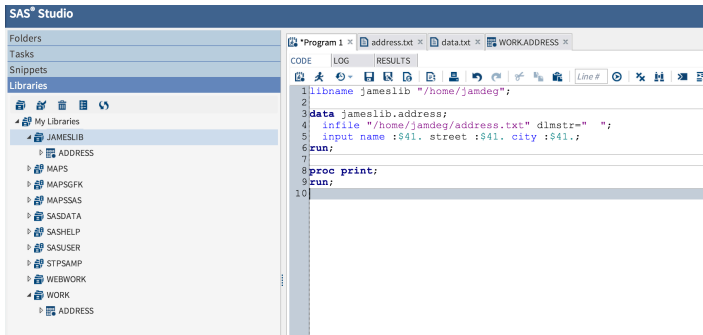 SAS® Studio
Folders
Tasks
Snippets
Libraries
My Libraries
JAMESLIB
ADDRESS
MAPS
MAPSGFK
MAPSSAS
SASDATA
SASHELP
SASUSER
STPSAMP
WEBWORK
WORK
ADDRESS
*Program 1 × address.txt × data.txt × WORK.ADDRESS ×
CODE LOG RESULTS
Line #
1 libname jameslib "/home/jamdeg";
2
3 data jameslib.address;
4 infile "/home/jamdeg/address.txt" dlmstr="  ";
5 input name :$41. street :$41. city :$41.;
6 run;
7
8 proc print;
9 run;
10